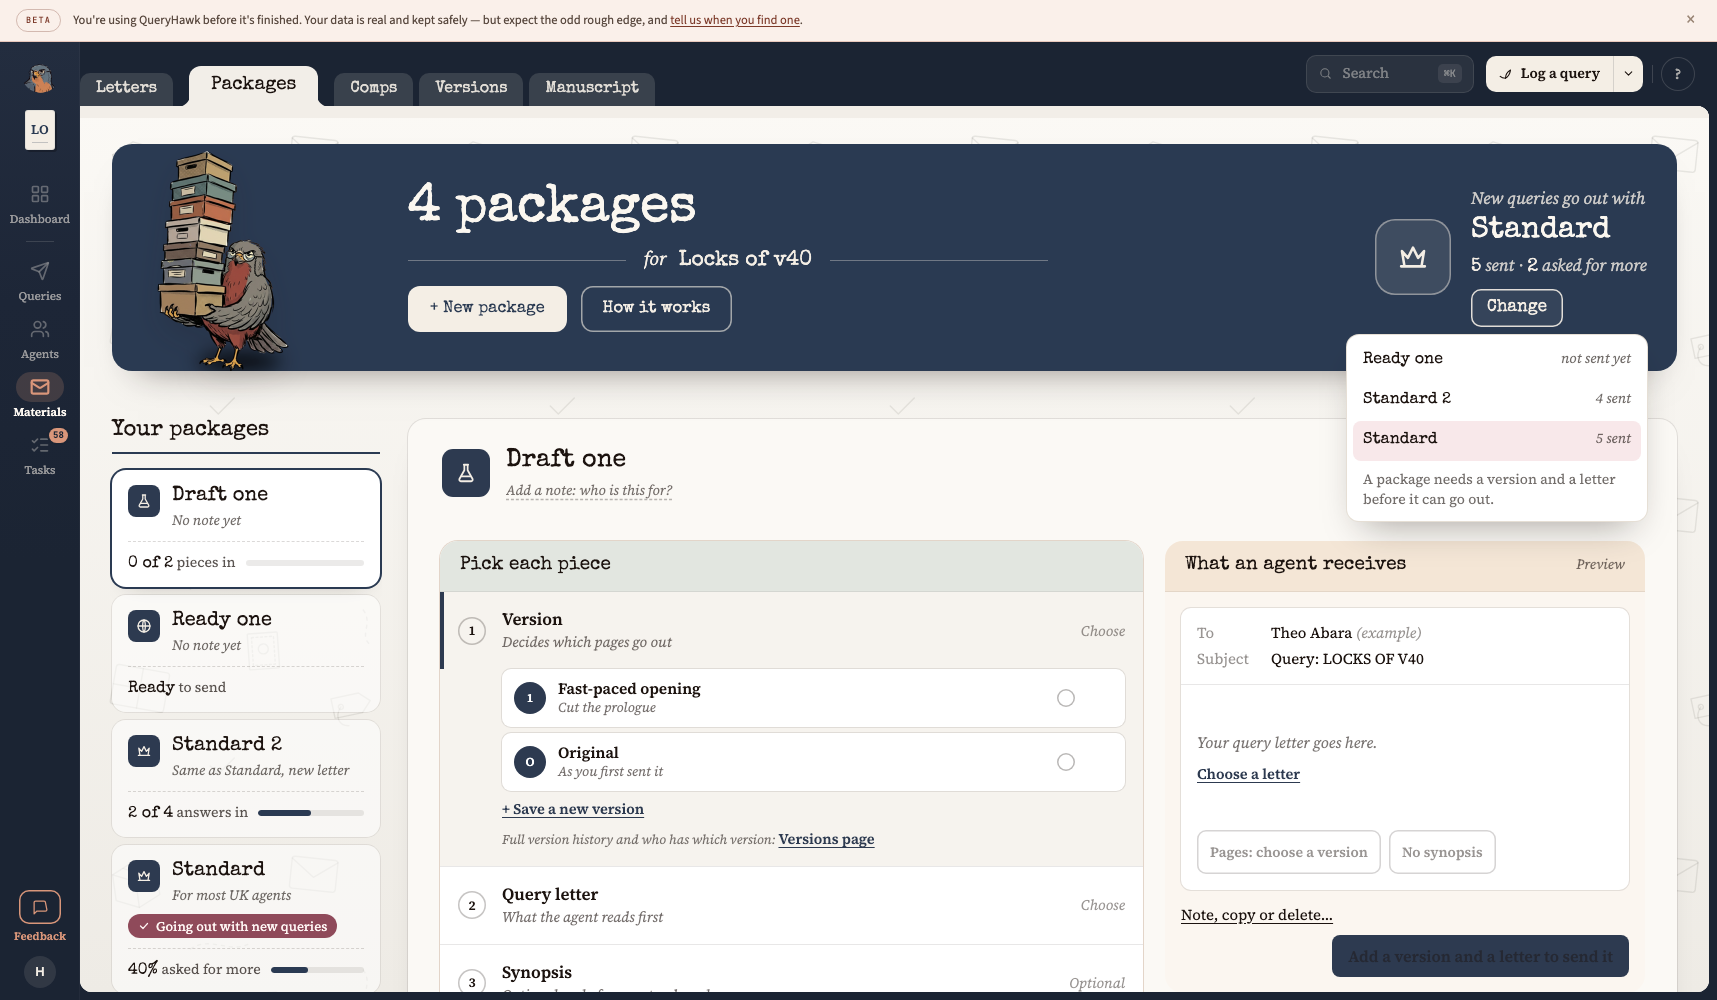 BETA
You're using QueryHawk before it's finished. Your data is real and kept safely — but expect the odd rough edge, and tell us when you find one.
×
Letters
Packages
Comps
Versions
Manuscript
Search
⌘K
Log a query
?
LO
Dashboard
Queries
Agents
Materials
58
Tasks
Feedback
H
4 packages
for Locks of v40
+ New package
How it works
New queries go out with
Standard
5 sent · 2 asked for more
Change
Ready one
not sent yet
Standard 2
4 sent
Standard
5 sent
A package needs a version and a letter
before it can go out.
Your packages
Draft one
No note yet
0 of 2 pieces in
Ready one
No note yet
Ready to send
Standard 2
Same as Standard, new letter
2 of 4 answers in
Standard
For most UK agents
Going out with new queries
40% asked for more
Draft one
Add a note: who is this for?
Pick each piece
1
Version
Decides which pages go out
Choose
1
Fast-paced opening
Cut the prologue
O
Original
As you first sent it
+ Save a new version
Full version history and who has which version: Versions page
2
Query letter
What the agent reads first
Choose
3
Synopsis
Optional
What an agent receives
Preview
To
Theo Abara (example)
Subject
Query: LOCKS OF V40
Your query letter goes here.
Choose a letter
Pages: choose a version
No synopsis
Note, copy or delete...
Add a version and a letter to send it